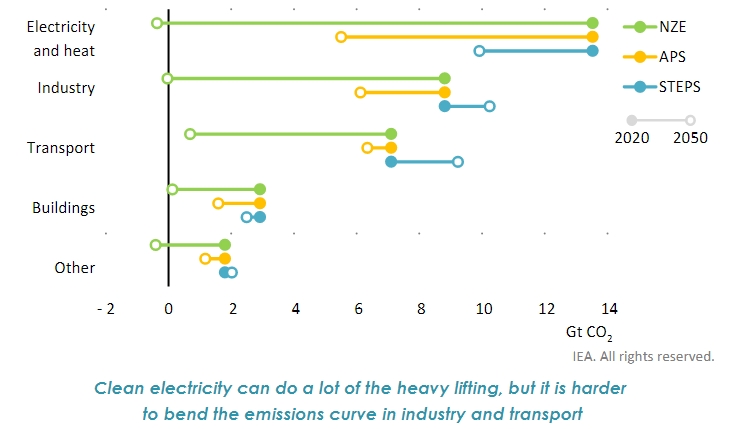 Electricity
and heat
Industry
Transport
Buildings
Other
NZE
APS
STEPS
2020 2050
- 2 0 2 4 6 8 10 12 14
Gt CO₂
IEA. All rights reserved.
Clean electricity can do a lot of the heavy lifting, but it is harder
to bend the emissions curve in industry and transport